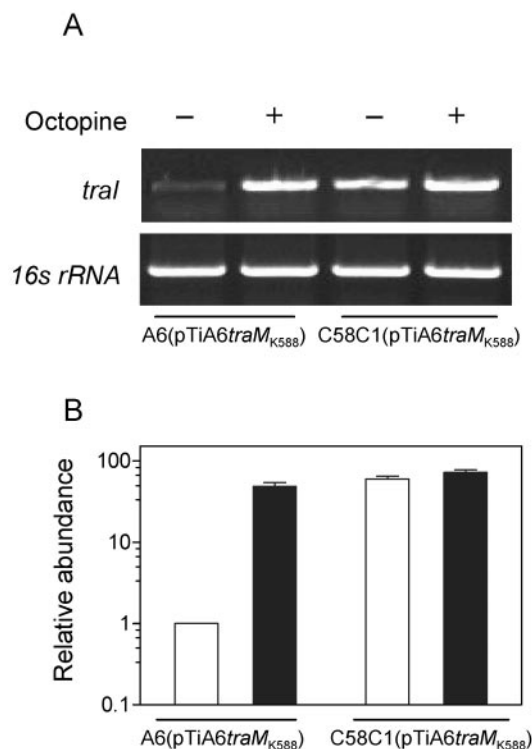 A
Octopine − + − +
traI
16s rRNA
A6(pTiA6traMK588) C58C1(pTiA6traMK588)
B
Relative abundance
100
10
1
0.1
A6(pTiA6traMK588) C58C1(pTiA6traMK588)